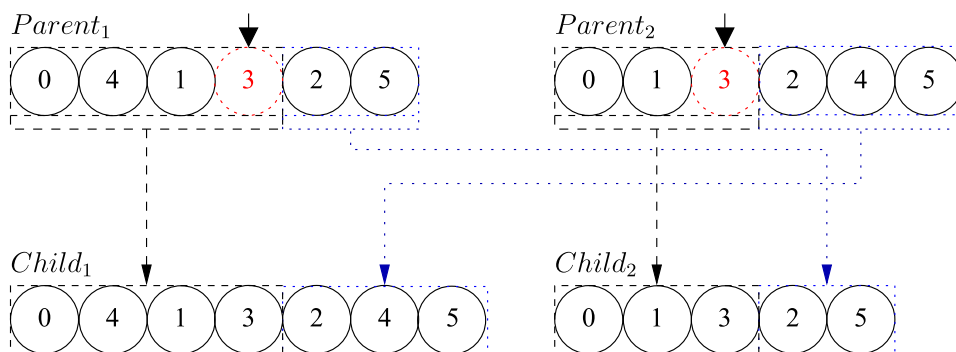 Parent₁ Parent₂
0 4 1 3 2 5 0 1 3 2 4 5
Child₁ Child₂
0 4 1 3 2 4 5 0 1 3 2 5